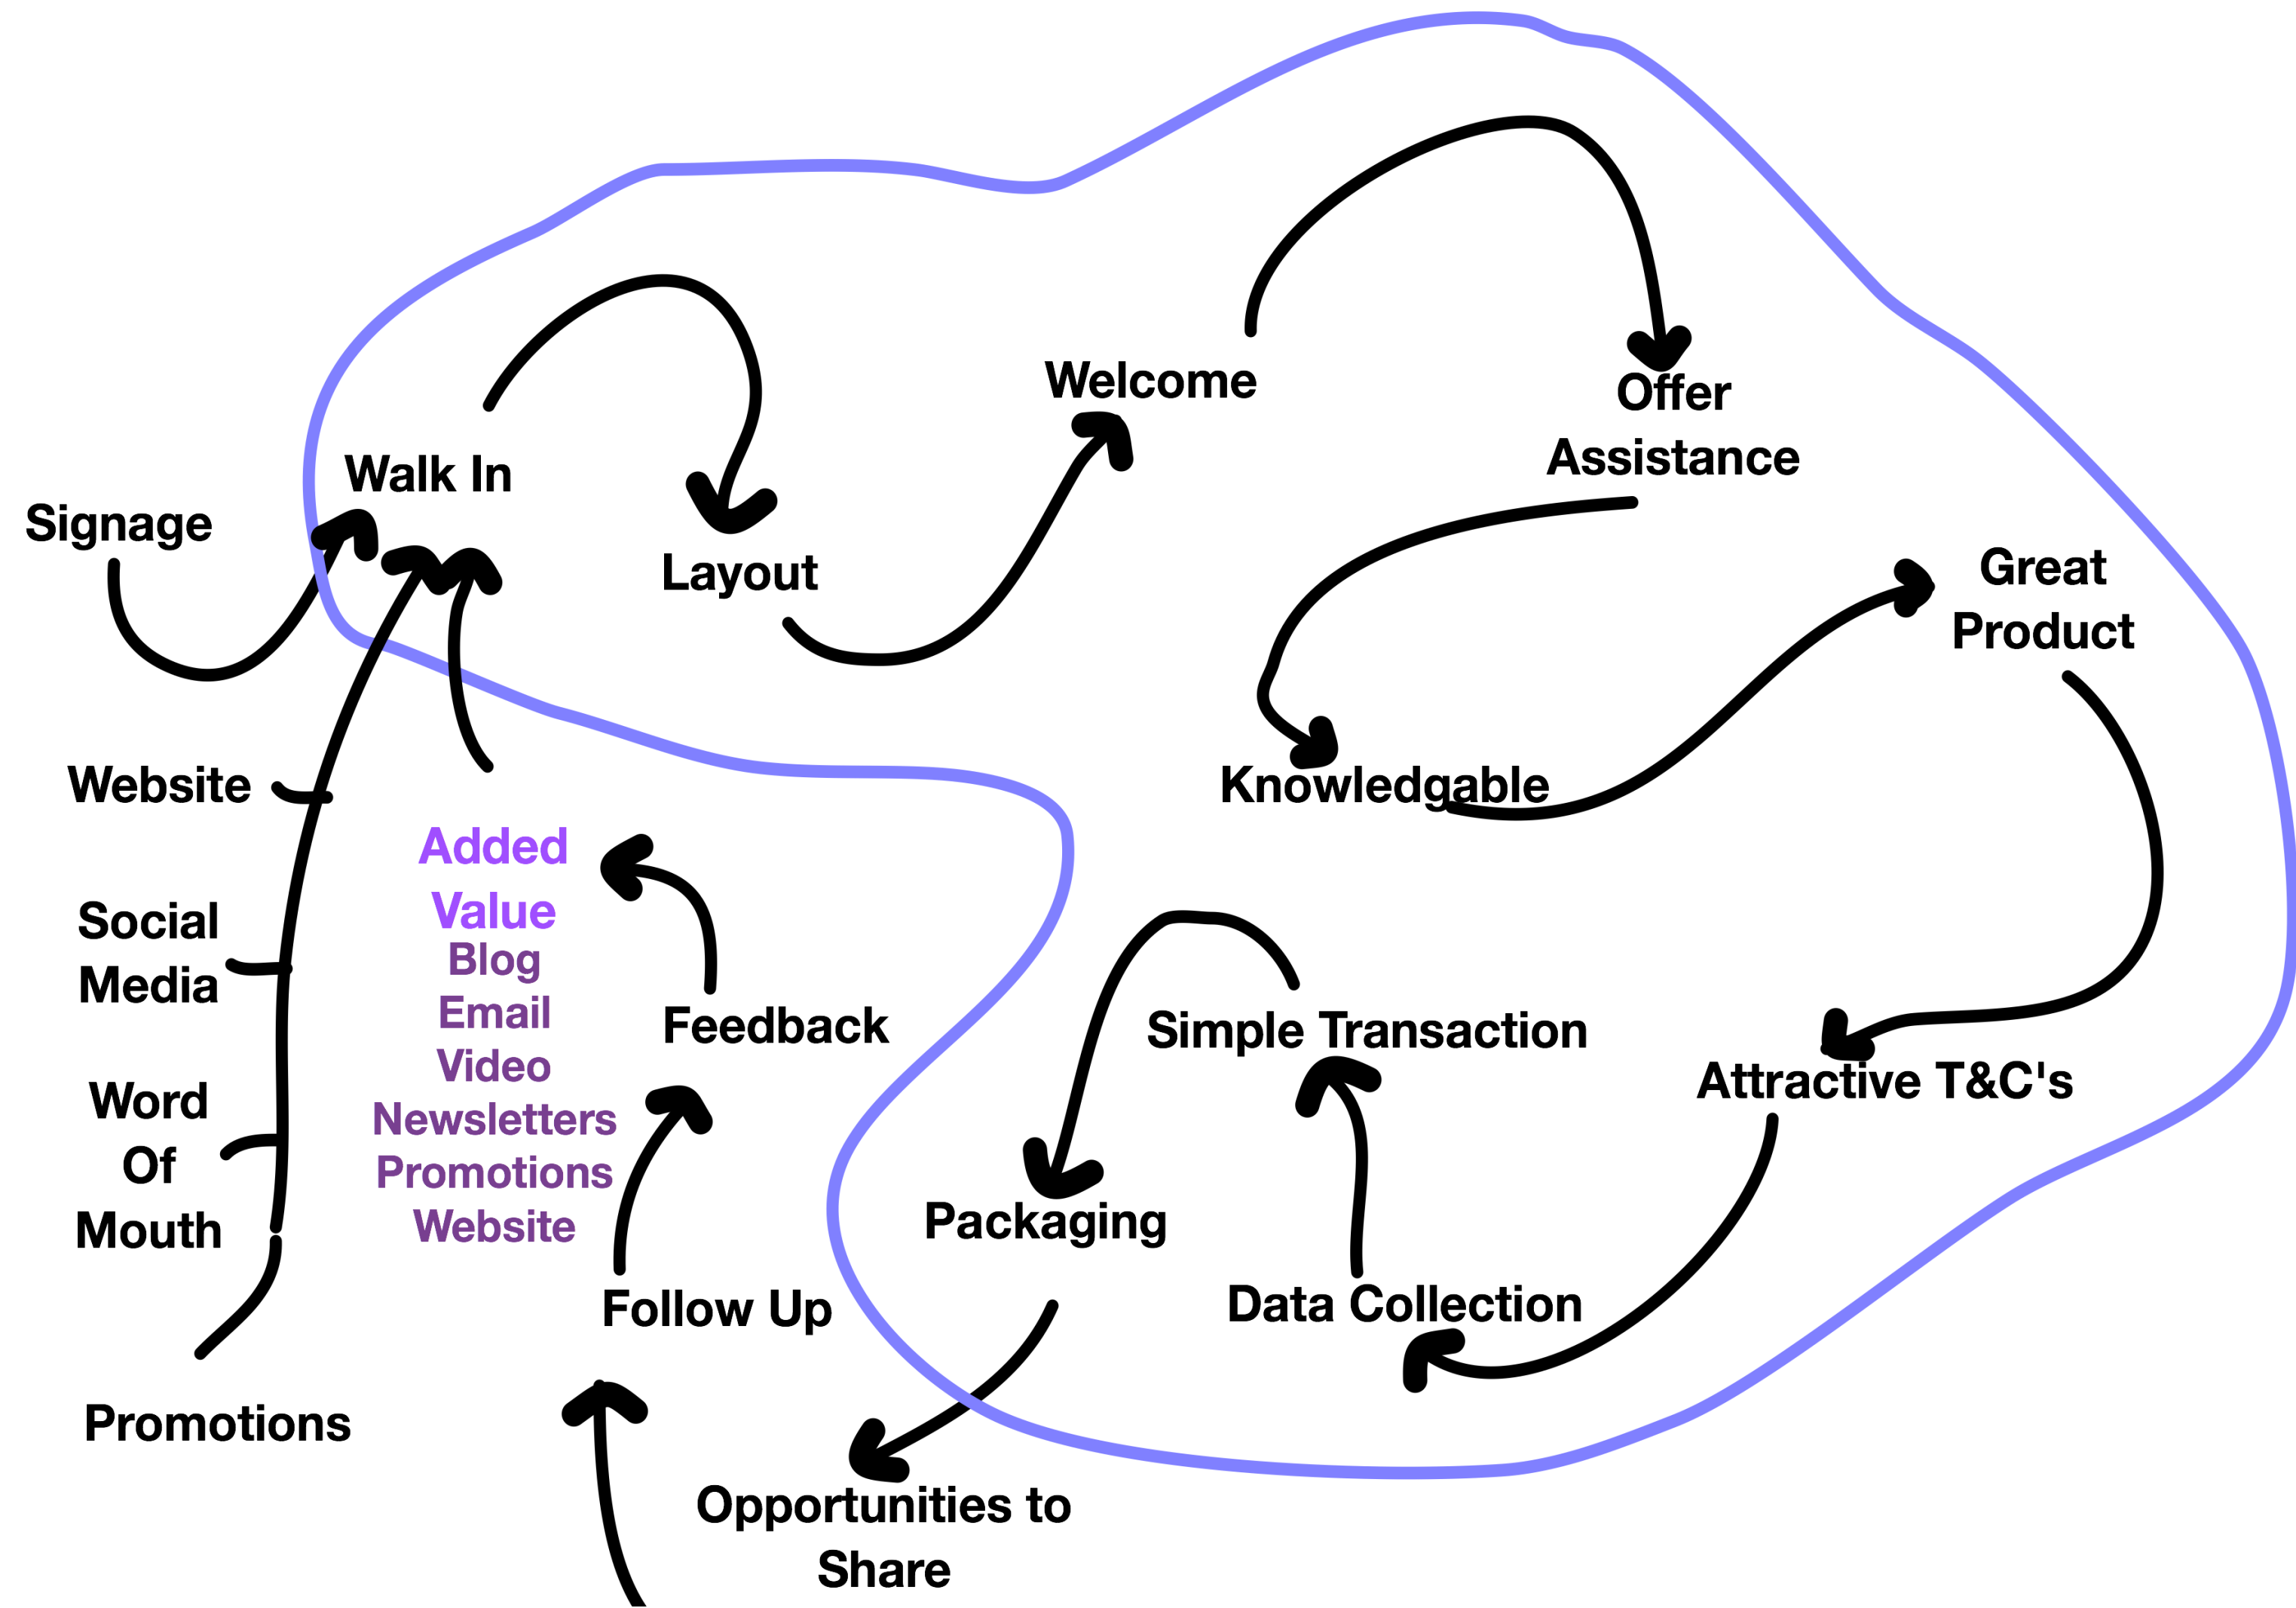 Welcome
Offer
Assistance
Walk In
Signage
Layout
Great
Product
Website
Knowledgable
Added
Value
Blog
Email
Video
Newsletters
Promotions
Website
Social
Media
Feedback
Simple Transaction
Attractive T&C's
Word
Of
Mouth
Packaging
Follow Up
Data Collection
Promotions
Opportunities to
Share